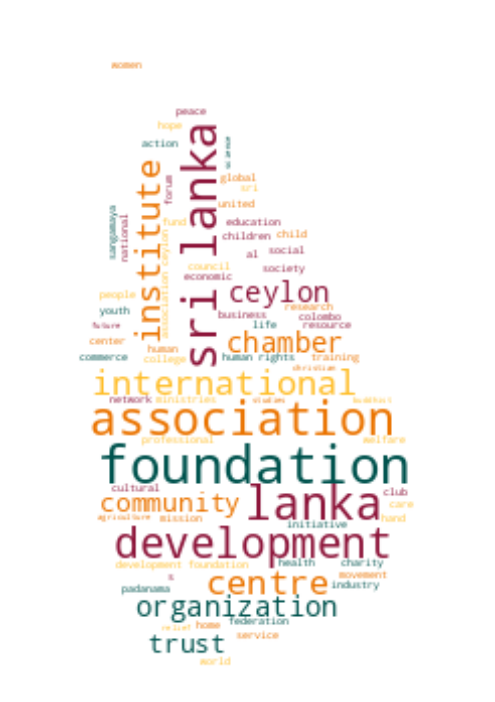 women
peace
hope
action
science
sri lanka
institute
forum
global
sri
united
sangamaya
national
fund
education
children child
association ceylon
al social
council
society
economic
people
ceylon
research
youth
business
colombo
future
life resource
center
chamber
human
commerce
college
human rights training
christian
international
network ministries studies buddhist
association
professional
welfare
foundation
cultural
lanka
club
community
care
agriculture mission
hand
initiative
development
development foundation
health charity
s
movement
padanama
centre
industry
organization
relief home federation
service
trust
world